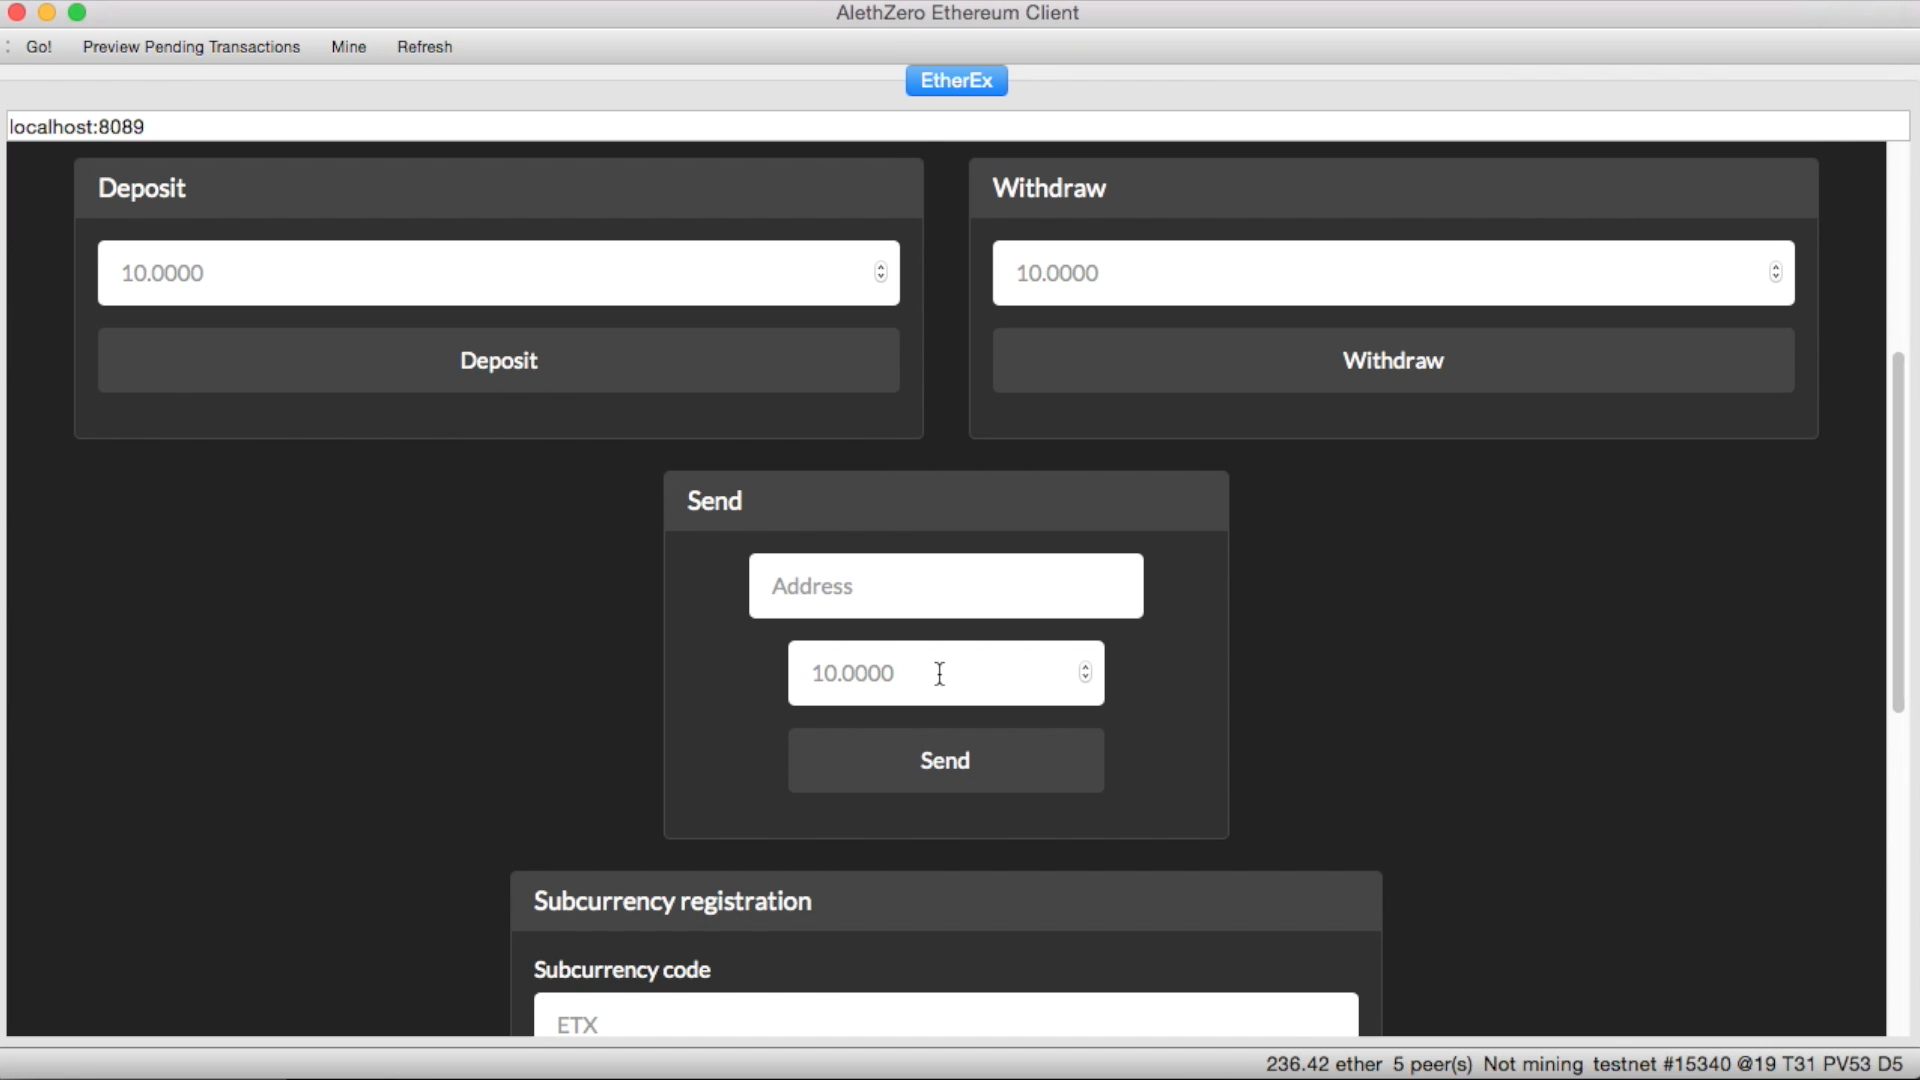 AlethZero Ethereum Client
Go! Preview Pending Transactions Mine Refresh
EtherEx
localhost:8089
Deposit
10.0000
Deposit
Withdraw
10.0000
Withdraw
Send
Address
10.0000
Send
Subcurrency registration
Subcurrency code
ETX
236.42 ether 5 peer(s) Not mining testnet #15340 @19 T31 PV53 D5